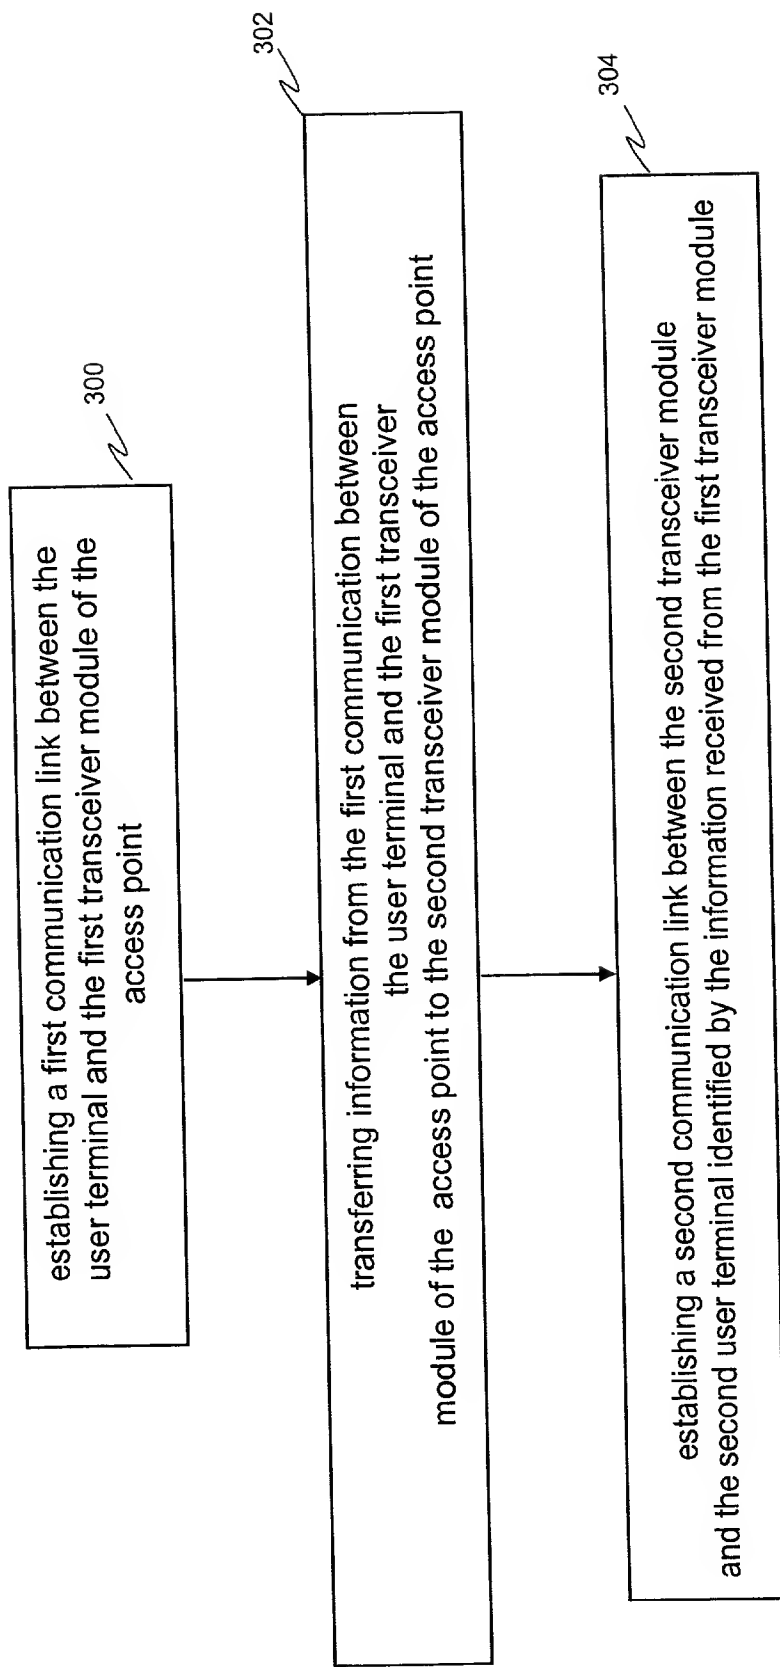 300
establishing a first communication link between the
user terminal and the first transceiver module of the
access point
302
transferring information from the first communication between
the user terminal and the first transceiver
module of the access point to the second transceiver module of the access point
304
establishing a second communication link between the second transceiver module
and the second user terminal identified by the information received from the first transceiver module